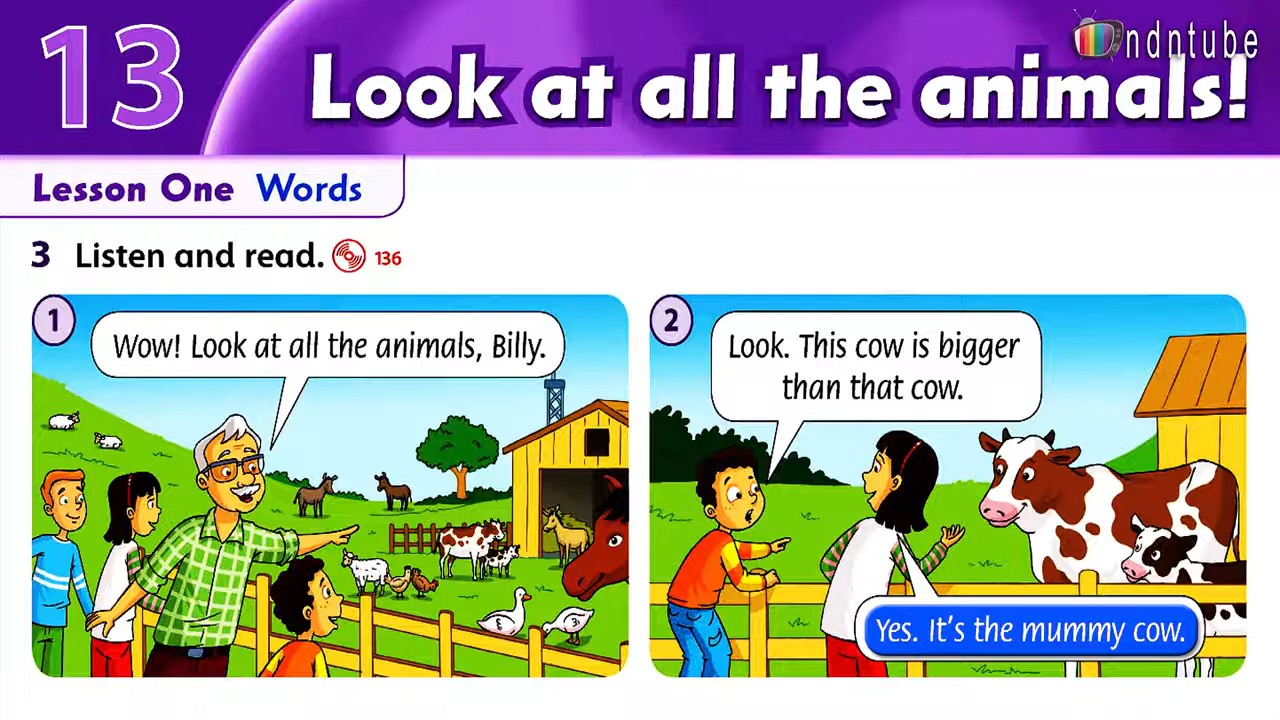 13
Look at all the animals!
ndntube
Lesson One Words
3 Listen and read. 136
1
Wow! Look at all the animals, Billy.
2
Look. This cow is bigger
than that cow.
Yes. It's the mummy cow.